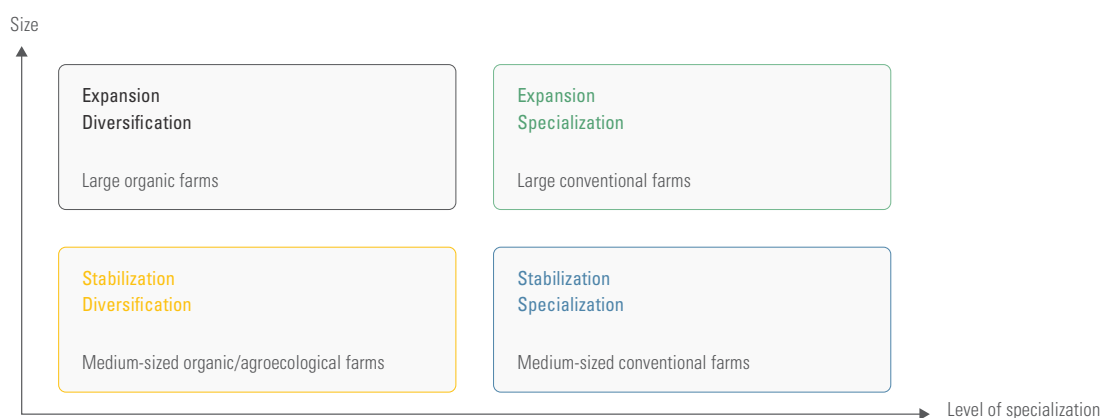 Size
Expansion
Diversification
Large organic farms
Expansion
Specialization
Large conventional farms
Stabilization
Diversification
Medium-sized organic/agroecological farms
Stabilization
Specialization
Medium-sized conventional farms
Level of specialization